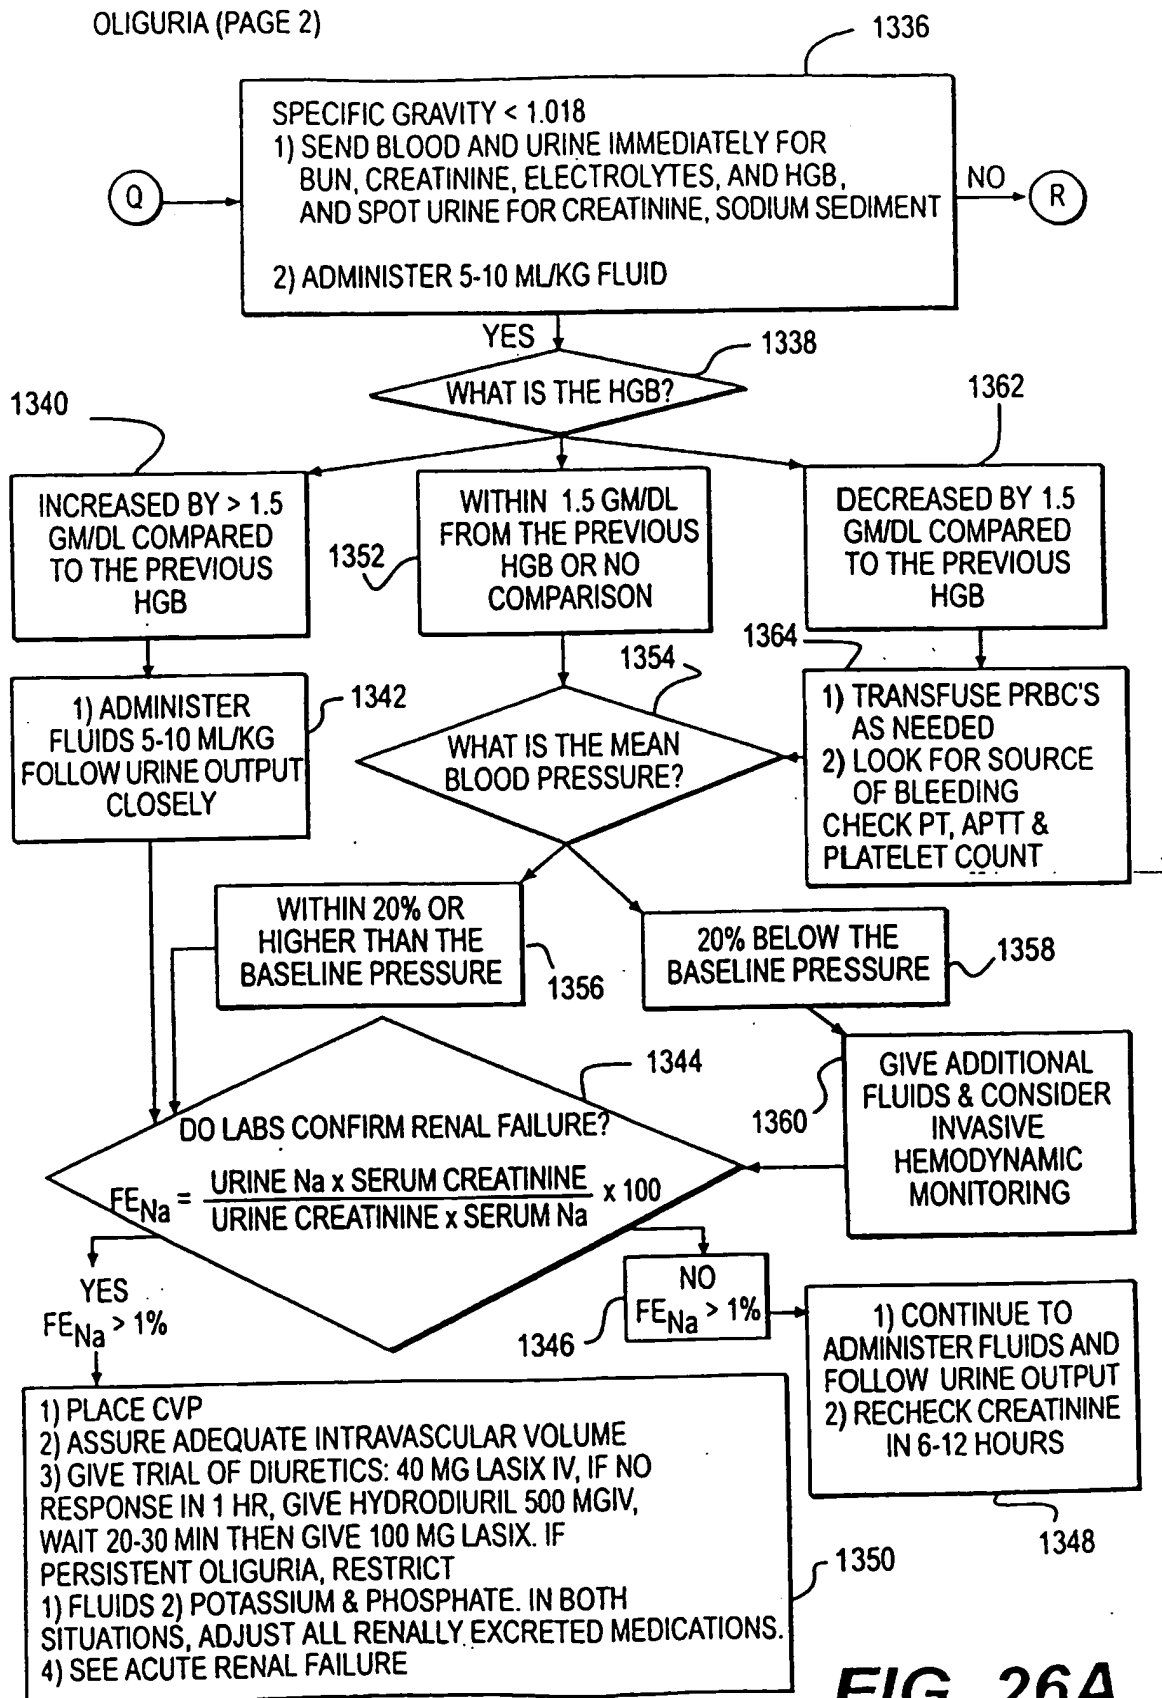 OLIGURIA (PAGE 2)
1336
SPECIFIC GRAVITY < 1.018
1) SEND BLOOD AND URINE IMMEDIATELY FOR
BUN, CREATININE, ELECTROLYTES, AND HGB,
AND SPOT URINE FOR CREATININE, SODIUM SEDIMENT
2) ADMINISTER 5-10 ML/KG FLUID
Q
NO
R
YES
1338
WHAT IS THE HGB?
1340
INCREASED BY > 1.5
GM/DL COMPARED
TO THE PREVIOUS
HGB
1352
WITHIN 1.5 GM/DL
FROM THE PREVIOUS
HGB OR NO
COMPARISON
1362
DECREASED BY 1.5
GM/DL COMPARED
TO THE PREVIOUS
HGB
1342
1) ADMINISTER
FLUIDS 5-10 ML/KG
FOLLOW URINE OUTPUT
CLOSELY
1354
WHAT IS THE MEAN
BLOOD PRESSURE?
1364
1) TRANSFUSE PRBC'S
AS NEEDED
2) LOOK FOR SOURCE
OF BLEEDING
CHECK PT, APTT &
PLATELET COUNT
WITHIN 20% OR
HIGHER THAN THE
BASELINE PRESSURE
1356
20% BELOW THE
BASELINE PRESSURE
1358
1344
DO LABS CONFIRM RENAL FAILURE?
FENa = URINE Na x SERUM CREATININE / URINE CREATININE x SERUM Na x 100
1360
GIVE ADDITIONAL
FLUIDS & CONSIDER
INVASIVE
HEMODYNAMIC
MONITORING
YES
FENa > 1%
NO
FENa > 1%
1346
1) CONTINUE TO
ADMINISTER FLUIDS AND
FOLLOW URINE OUTPUT
2) RECHECK CREATININE
IN 6-12 HOURS
1348
1) PLACE CVP
2) ASSURE ADEQUATE INTRAVASCULAR VOLUME
3) GIVE TRIAL OF DIURETICS: 40 MG LASIX IV, IF NO
RESPONSE IN 1 HR, GIVE HYDRODIURIL 500 MGIV,
WAIT 20-30 MIN THEN GIVE 100 MG LASIX. IF
PERSISTENT OLIGURIA, RESTRICT
1) FLUIDS 2) POTASSIUM & PHOSPHATE. IN BOTH
SITUATIONS, ADJUST ALL RENALLY EXCRETED MEDICATIONS.
4) SEE ACUTE RENAL FAILURE
1350
FIG. 26A